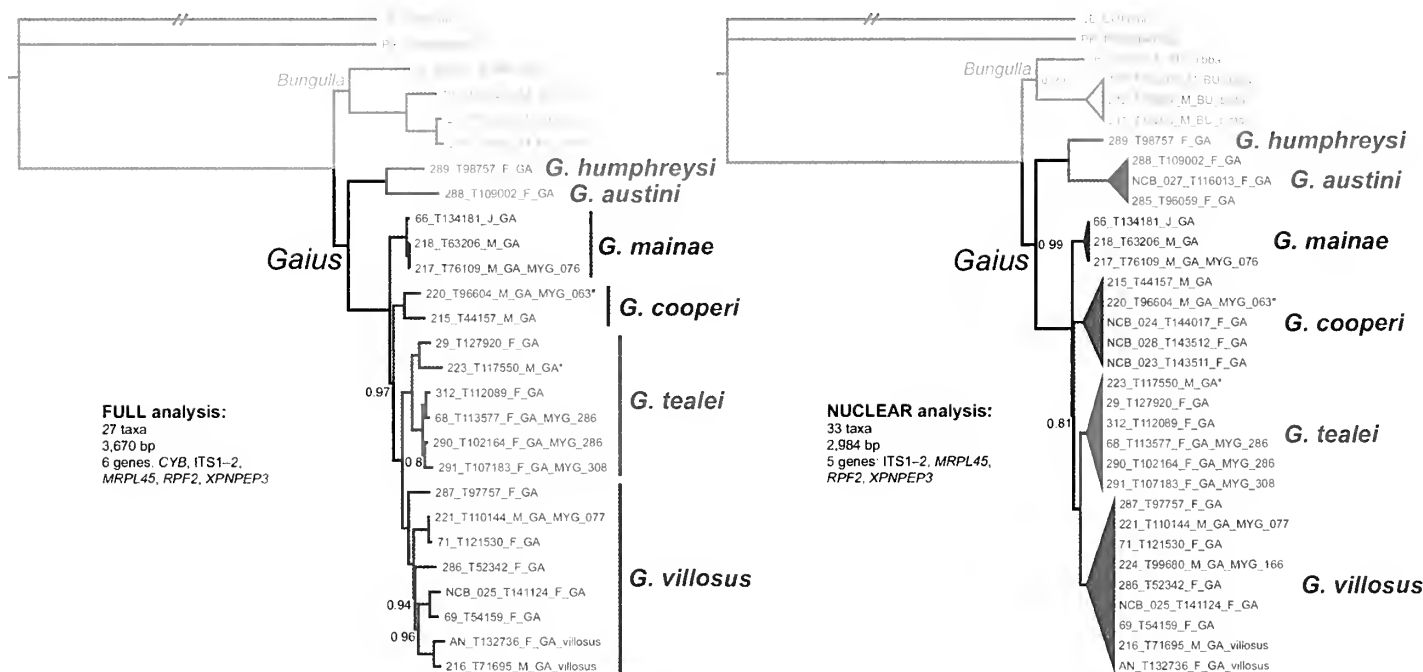 Bungulla
289_T98757_F_GA
G. humphreysi
288_T109002_F_GA
G. austini
66_T134181_J_GA
218_T63206_M_GA
217_T76109_M_GA_MYG_076
G. mainae
Gaius
220_T96604_M_GA_MYG_063*
215_T44157_M_GA
G. cooperi
29_T127920_F_GA
223_T117550_M_GA*
312_T112089_F_GA
68_T113577_F_GA_MYG_286
290_T102164_F_GA_MYG_286
291_T107183_F_GA_MYG_308
G. tealei
0.97
0.8
FULL analysis:
27 taxa
3,670 bp
6 genes. CYB, ITS1–2,
MRPL45, RPF2, XPNPEP3
287_T97757_F_GA
221_T110144_M_GA_MYG_077
71_T121530_F_GA
286_T52342_F_GA
NCB_025_T141124_F_GA
69_T54159_F_GA
AN_T132736_F_GA_villosus
216_T71695_M_GA_villosus
G. villosus
0.94
0.96
Bungulla
289_T98757_F_GA
G. humphreysi
288_T109002_F_GA
NCB_027_T116013_F_GA
285_T96059_F_GA
G. austini
66_T134181_J_GA
218_T63206_M_GA
217_T76109_M_GA_MYG_076
G. mainae
0.99
Gaius
215_T44157_M_GA
220_T96604_M_GA_MYG_063*
NCB_024_T144017_F_GA
NCB_028_T143512_F_GA
NCB_023_T143511_F_GA
G. cooperi
223_T117550_M_GA*
29_T127920_F_GA
312_T112089_F_GA
68_T113577_F_GA_MYG_286
290_T102164_F_GA_MYG_286
291_T107183_F_GA_MYG_308
G. tealei
0.81
NUCLEAR analysis:
33 taxa
2,984 bp
5 genes: ITS1–2, MRPL45,
RPF2, XPNPEP3
287_T97757_F_GA
221_T110144_M_GA_MYG_077
71_T121530_F_GA
224_T99680_M_GA_MYG_166
286_T52342_F_GA
NCB_025_T141124_F_GA
69_T54159_F_GA
216_T71695_M_GA_villosus
AN_T132736_F_GA_villosus
G. villosus